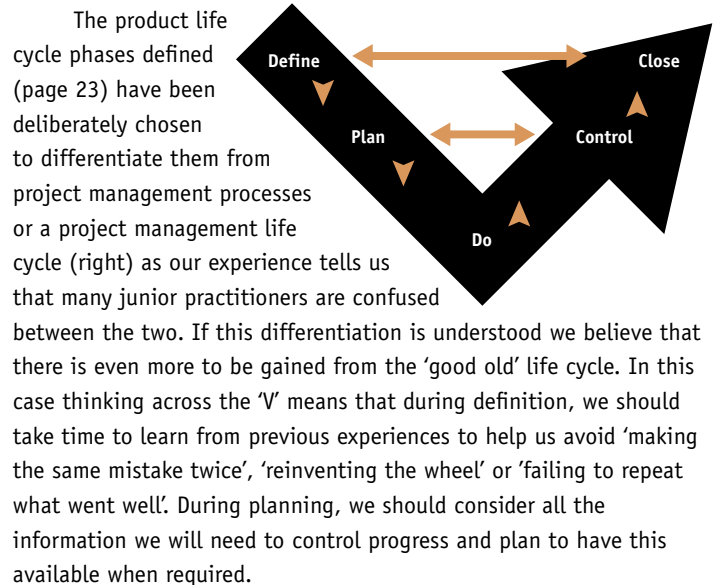 The product life
cycle phases defined
(page 23) have been
deliberately chosen
to differentiate them from
project management processes
or a project management life
cycle (right) as our experience tells us
that many junior practitioners are confused
between the two. If this differentiation is understood we believe that
there is even more to be gained from the ‘good old’ life cycle. In this
case thinking across the ‘V’ means that during definition, we should
take time to learn from previous experiences to help us avoid ‘making
the same mistake twice’, ‘reinventing the wheel’ or ’failing to repeat
what went well’. During planning, we should consider all the
information we will need to control progress and plan to have this
available when required.
Define
Close
Plan
Control
Do